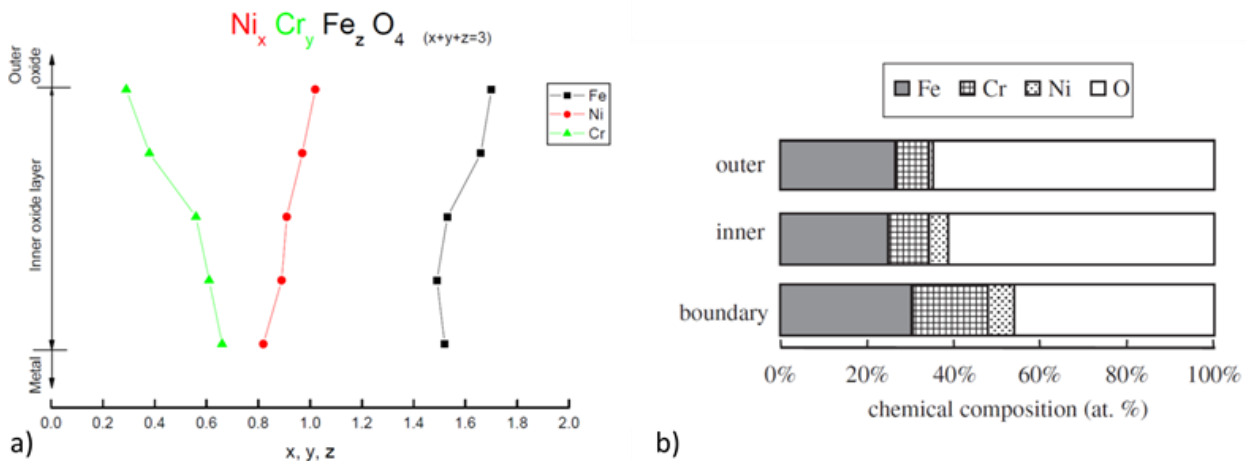 Ni_x Cr_y Fe_z O_4 (x+y+z=3)
Outer oxide
Inner oxide layer
Metal
Fe
Ni
Cr
0.0 0.2 0.4 0.6 0.8 1.0 1.2 1.4 1.6 1.8 2.0
x, y, z
a)
Fe Cr Ni O
outer
inner
boundary
0% 20% 40% 60% 80% 100%
chemical composition (at. %)
b)